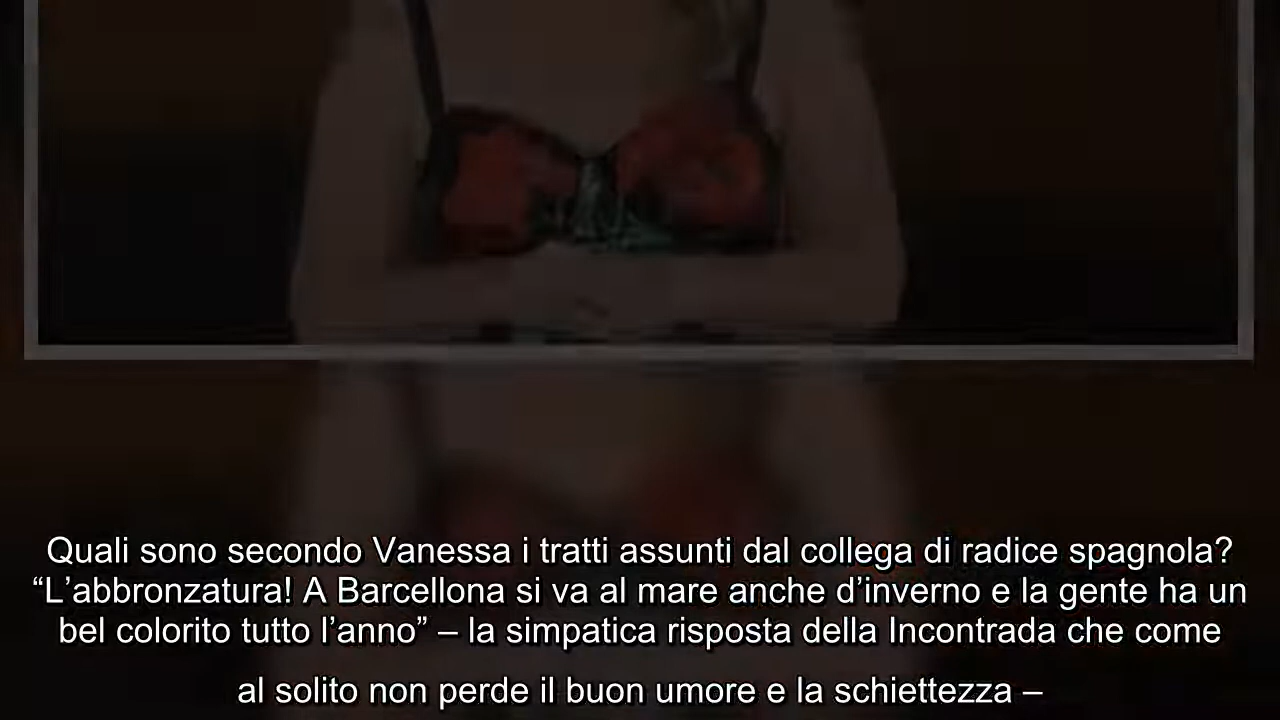 Quali sono secondo Vanessa i tratti assunti dal collega di radice spagnola?
“L’abbronzatura! A Barcellona si va al mare anche d’inverno e la gente ha un
bel colorito tutto l’anno” – la simpatica risposta della Incontrada che come
al solito non perde il buon umore e la schiettezza –